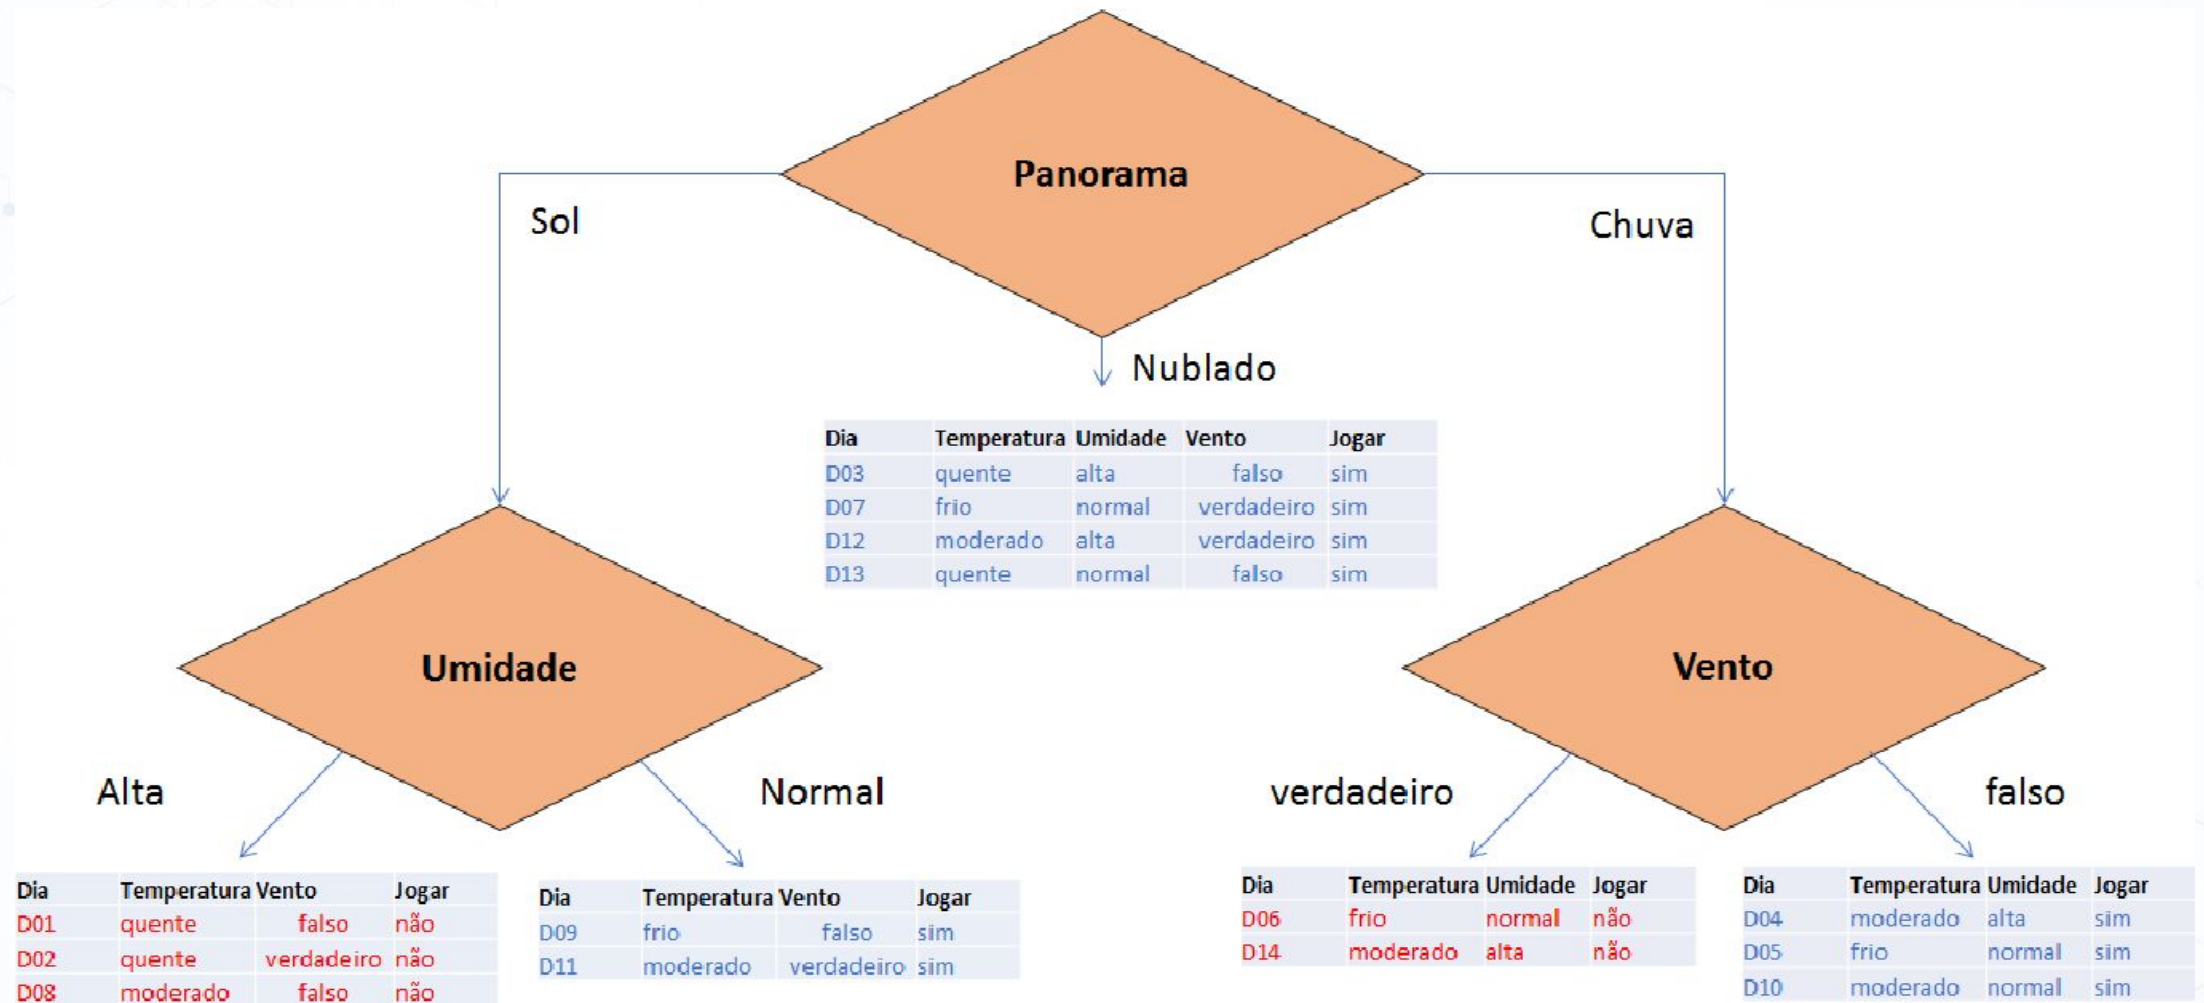 Panorama
Sol
Chuva
Nublado
Dia Temperatura Umidade Vento Jogar
D03 quente alta falso sim
D07 frio normal verdadeiro sim
D12 moderado alta verdadeiro sim
D13 quente normal falso sim
Umidade
Vento
Alta
Normal
verdadeiro
falso
Dia Temperatura Vento Jogar
D01 quente falso não
D02 quente verdadeiro não
D08 moderado falso não
Dia Temperatura Vento Jogar
D09 frio falso sim
D11 moderado verdadeiro sim
Dia Temperatura Umidade Jogar
D06 frio normal não
D14 moderado alta não
Dia Temperatura Umidade Jogar
D04 moderado alta sim
D05 frio normal sim
D10 moderado normal sim